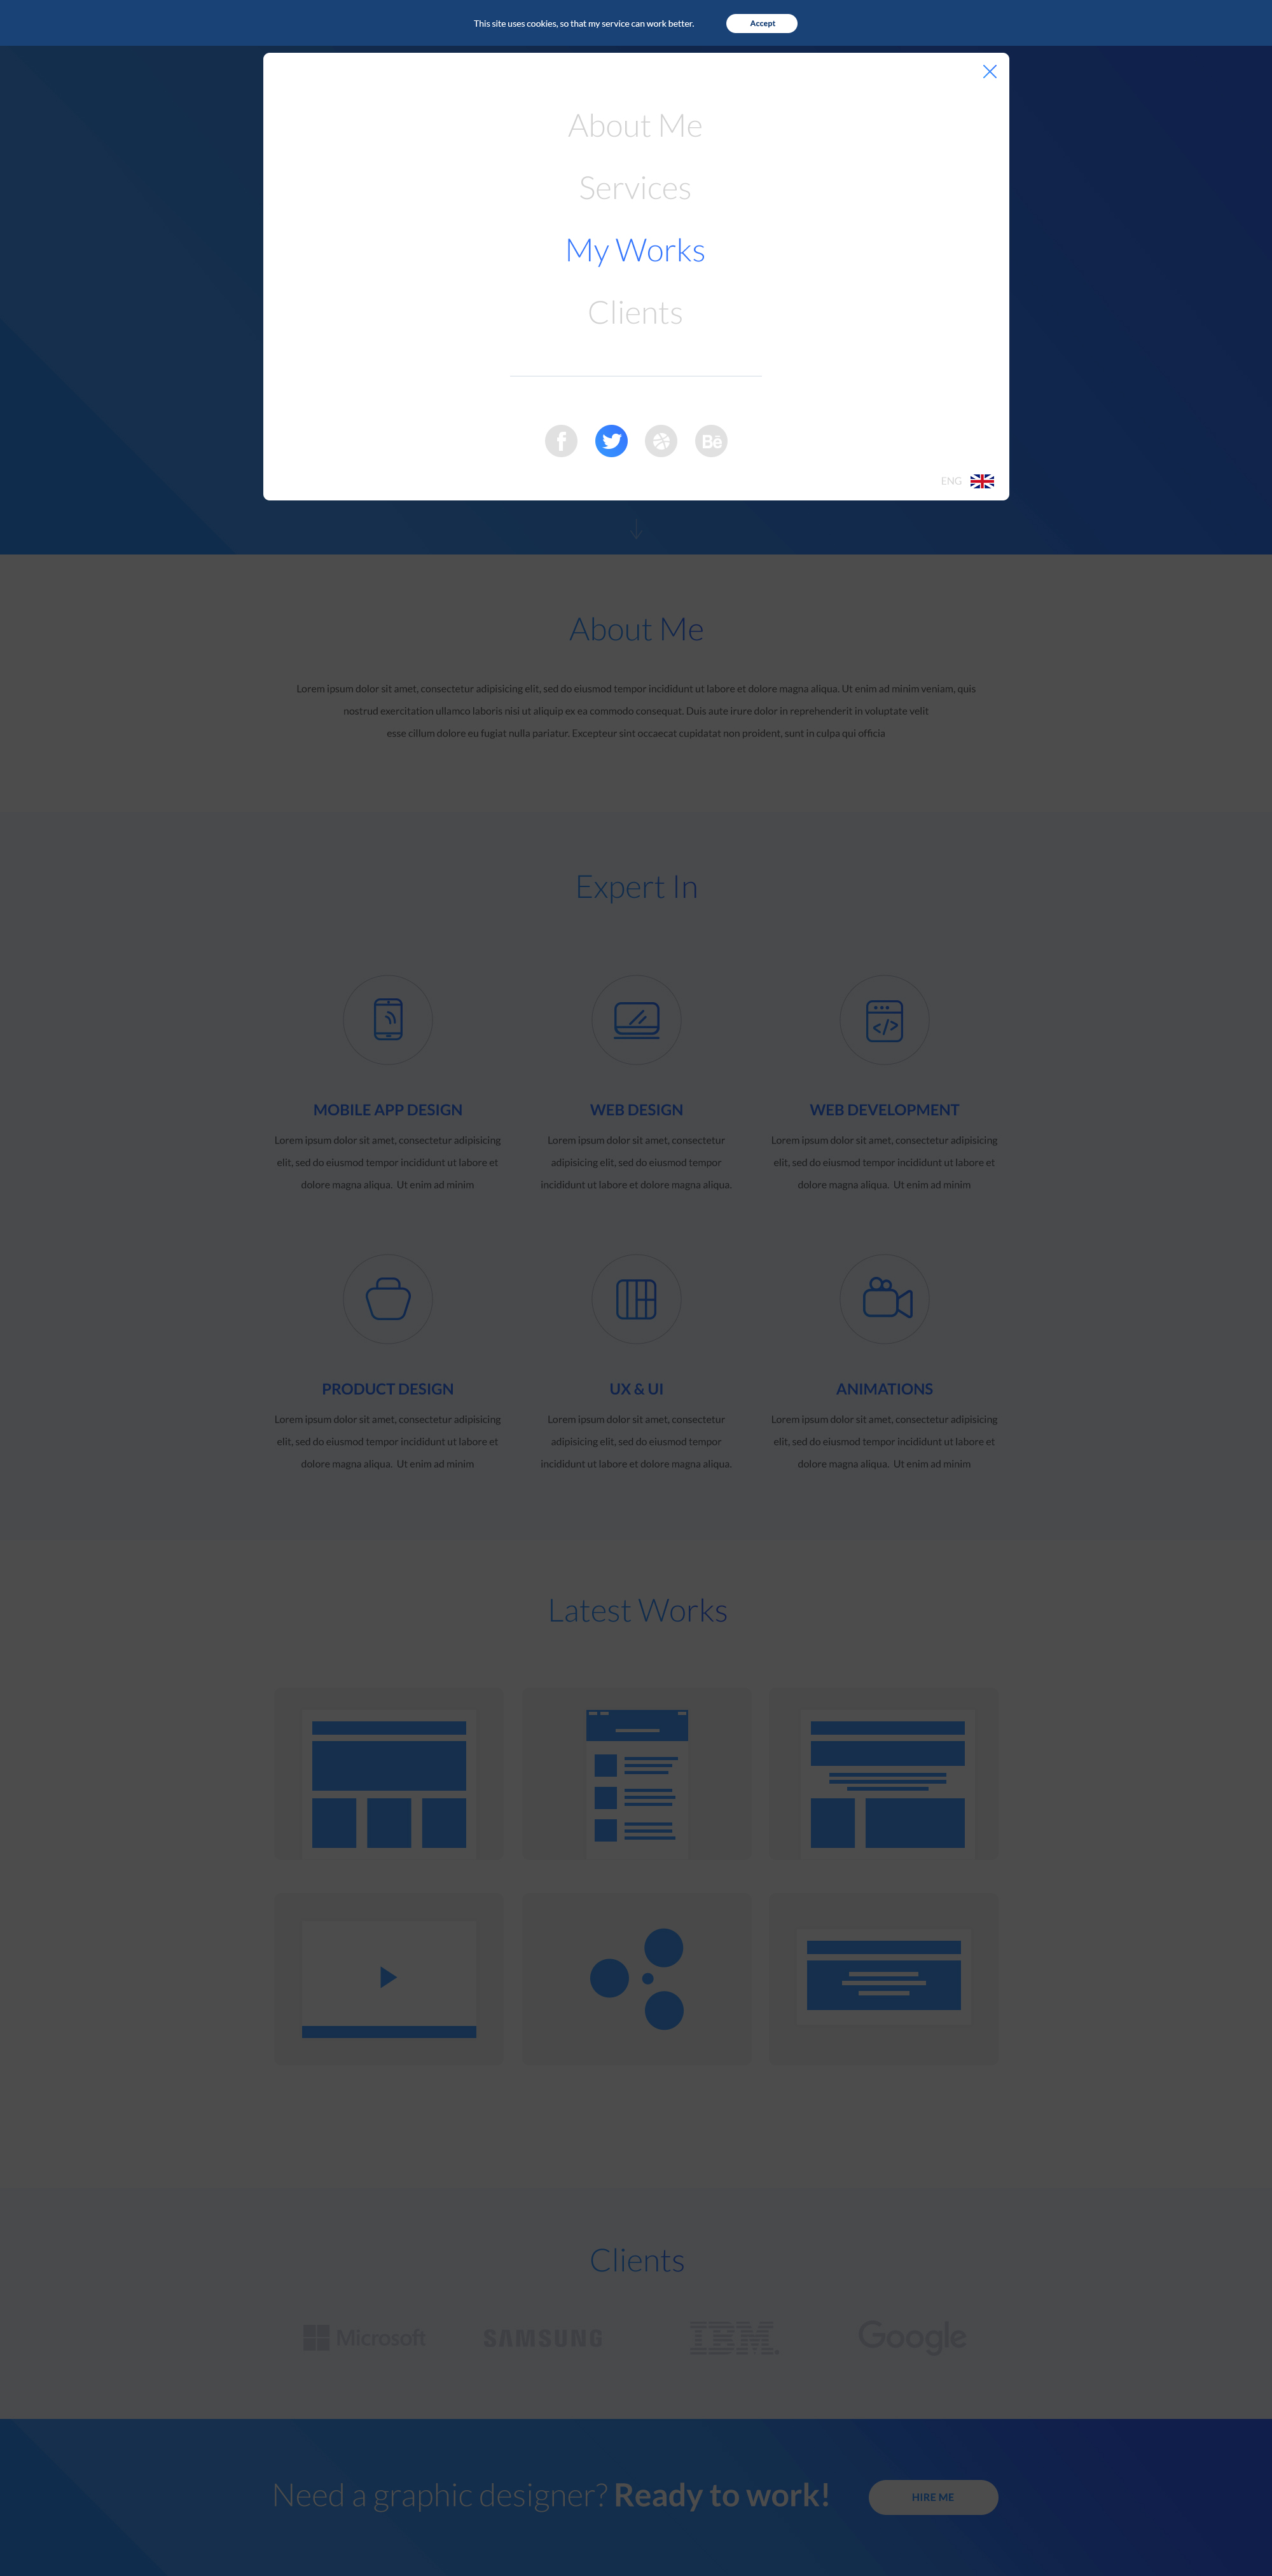 This site uses cookies, so that my service can work better.
Accept
About Me
Services
My Works
Clients
f
Bē
ENG
About Me
Lorem ipsum dolor sit amet, consectetur adipisicing elit, sed do eiusmod tempor incididunt ut labore et dolore magna aliqua. Ut enim ad minim veniam, quis
nostrud exercitation ullamco laboris nisi ut aliquip ex ea commodo consequat. Duis aute irure dolor in reprehenderit in voluptate velit
esse cillum dolore eu fugiat nulla pariatur. Excepteur sint occaecat cupidatat non proident, sunt in culpa qui officia
Expert In
MOBILE APP DESIGN
Lorem ipsum dolor sit amet, consectetur adipisicing
elit, sed do eiusmod tempor incididunt ut labore et
dolore magna aliqua. Ut enim ad minim
WEB DESIGN
Lorem ipsum dolor sit amet, consectetur
adipisicing elit, sed do eiusmod tempor
incididunt ut labore et dolore magna aliqua.
WEB DEVELOPMENT
Lorem ipsum dolor sit amet, consectetur adipisicing
elit, sed do eiusmod tempor incididunt ut labore et
dolore magna aliqua. Ut enim ad minim
PRODUCT DESIGN
Lorem ipsum dolor sit amet, consectetur adipisicing
elit, sed do eiusmod tempor incididunt ut labore et
dolore magna aliqua. Ut enim ad minim
UX & UI
Lorem ipsum dolor sit amet, consectetur
adipisicing elit, sed do eiusmod tempor
incididunt ut labore et dolore magna aliqua.
ANIMATIONS
Lorem ipsum dolor sit amet, consectetur adipisicing
elit, sed do eiusmod tempor incididunt ut labore et
dolore magna aliqua. Ut enim ad minim
Latest Works
Clients
Microsoft
SAMSUNG
IBM
Google
Need a graphic designer? Ready to work!
HIRE ME